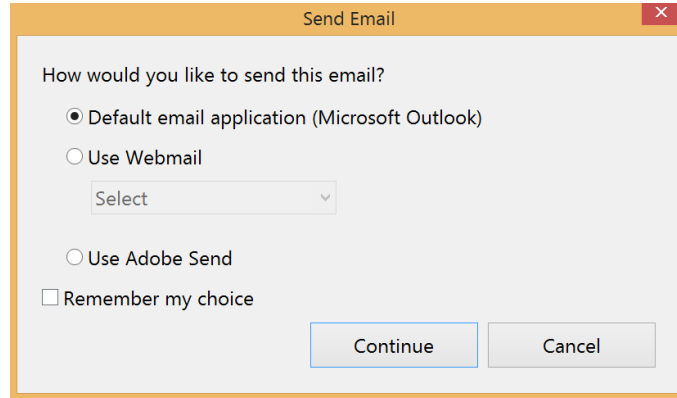 Send Email
How would you like to send this email?
Default email application (Microsoft Outlook)
Use Webmail
Select
Use Adobe Send
Remember my choice
Continue Cancel